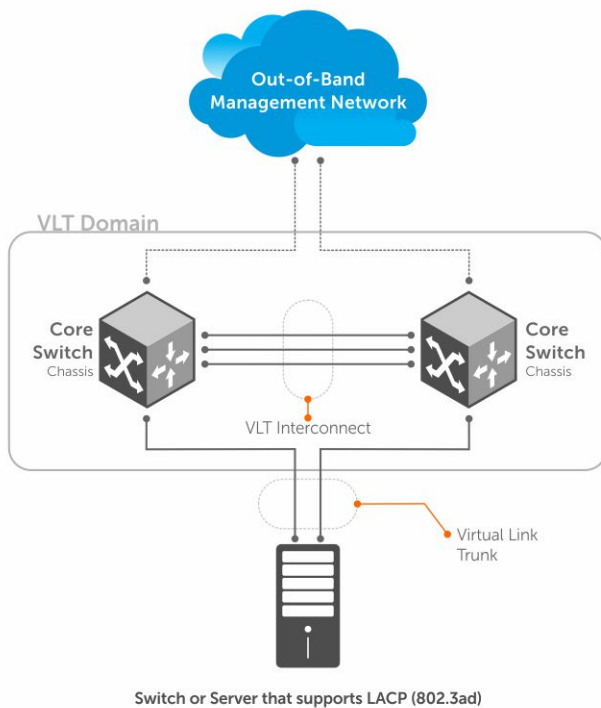 Out-of-Band
Management Network
VLT Domain
Core
Switch
Chassis
Core
Switch
Chassis
VLT Interconnect
Virtual Link
Trunk
Switch or Server that supports LACP (802.3ad)